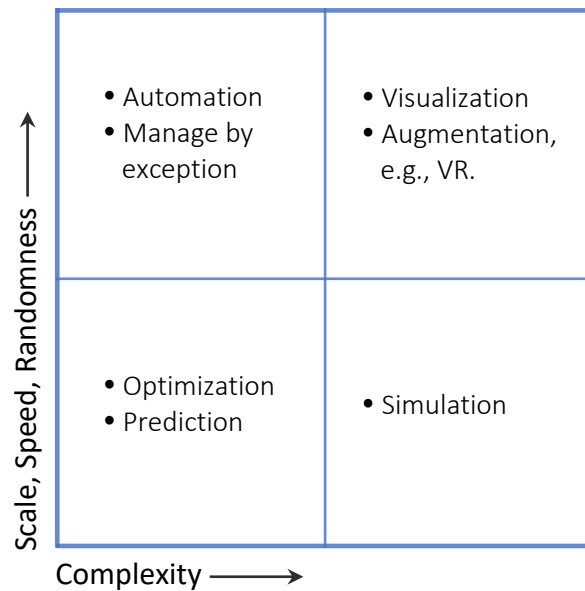 • Automation
• Manage by
exception
• Visualization
• Augmentation,
e.g., VR.
• Optimization
• Prediction
• Simulation
Scale, Speed, Randomness
Complexity